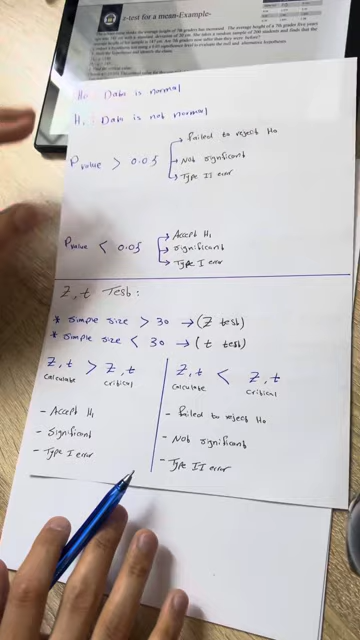 z-test for a mean-Example-
H0 : Data is normal
H1 : Data is not normal
P value > 0.05
Failed to reject H0
Not significant
Type II error
P value < 0.05
Accept H1
significant
Type I error
Z, t Test:
* simple size > 30 → (Z test)
* simple size < 30 → (t test)
Z, t > Z, t
calculate critical
- Accept H1
- Significant
- Type I error
Z, t < Z, t
calculate critical
- Failed to reject H0
- Not significant
- Type II error